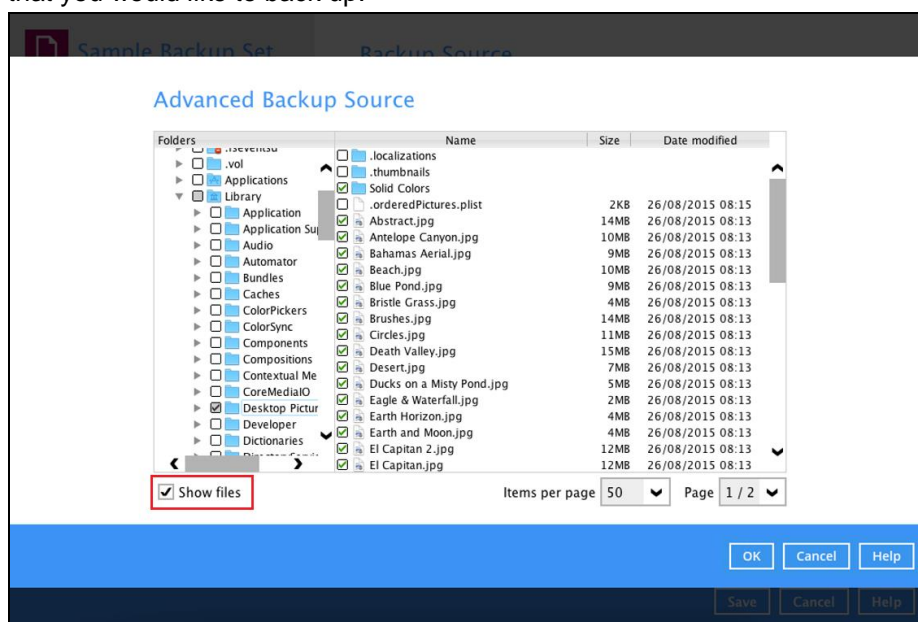 that you would like to back up.
Sample Backup Set Backup Source
Advanced Backup Source
Folders Name Size Date modified
.fseventsd
.vol
Applications
Library
Application
Application Sup
Audio
Automator
Bundles
Caches
ColorPickers
ColorSync
Components
Compositions
Contextual Me
CoreMediaIO
Desktop Pictur
Developer
Dictionaries
.localizations
.thumbnails
Solid Colors
.orderedPictures.plist 2KB 26/08/2015 08:15
Abstract.jpg 14MB 26/08/2015 08:13
Antelope Canyon.jpg 10MB 26/08/2015 08:13
Bahamas Aerial.jpg 9MB 26/08/2015 08:13
Beach.jpg 10MB 26/08/2015 08:13
Blue Pond.jpg 9MB 26/08/2015 08:13
Bristle Grass.jpg 4MB 26/08/2015 08:13
Brushes.jpg 14MB 26/08/2015 08:13
Circles.jpg 11MB 26/08/2015 08:13
Death Valley.jpg 15MB 26/08/2015 08:13
Desert.jpg 7MB 26/08/2015 08:13
Ducks on a Misty Pond.jpg 5MB 26/08/2015 08:13
Eagle & Waterfall.jpg 2MB 26/08/2015 08:13
Earth Horizon.jpg 4MB 26/08/2015 08:13
Earth and Moon.jpg 4MB 26/08/2015 08:13
El Capitan 2.jpg 12MB 26/08/2015 08:13
El Capitan.jpg 12MB 26/08/2015 08:13
Show files Items per page 50 Page 1 / 2
OK Cancel Help
Save Cancel Help